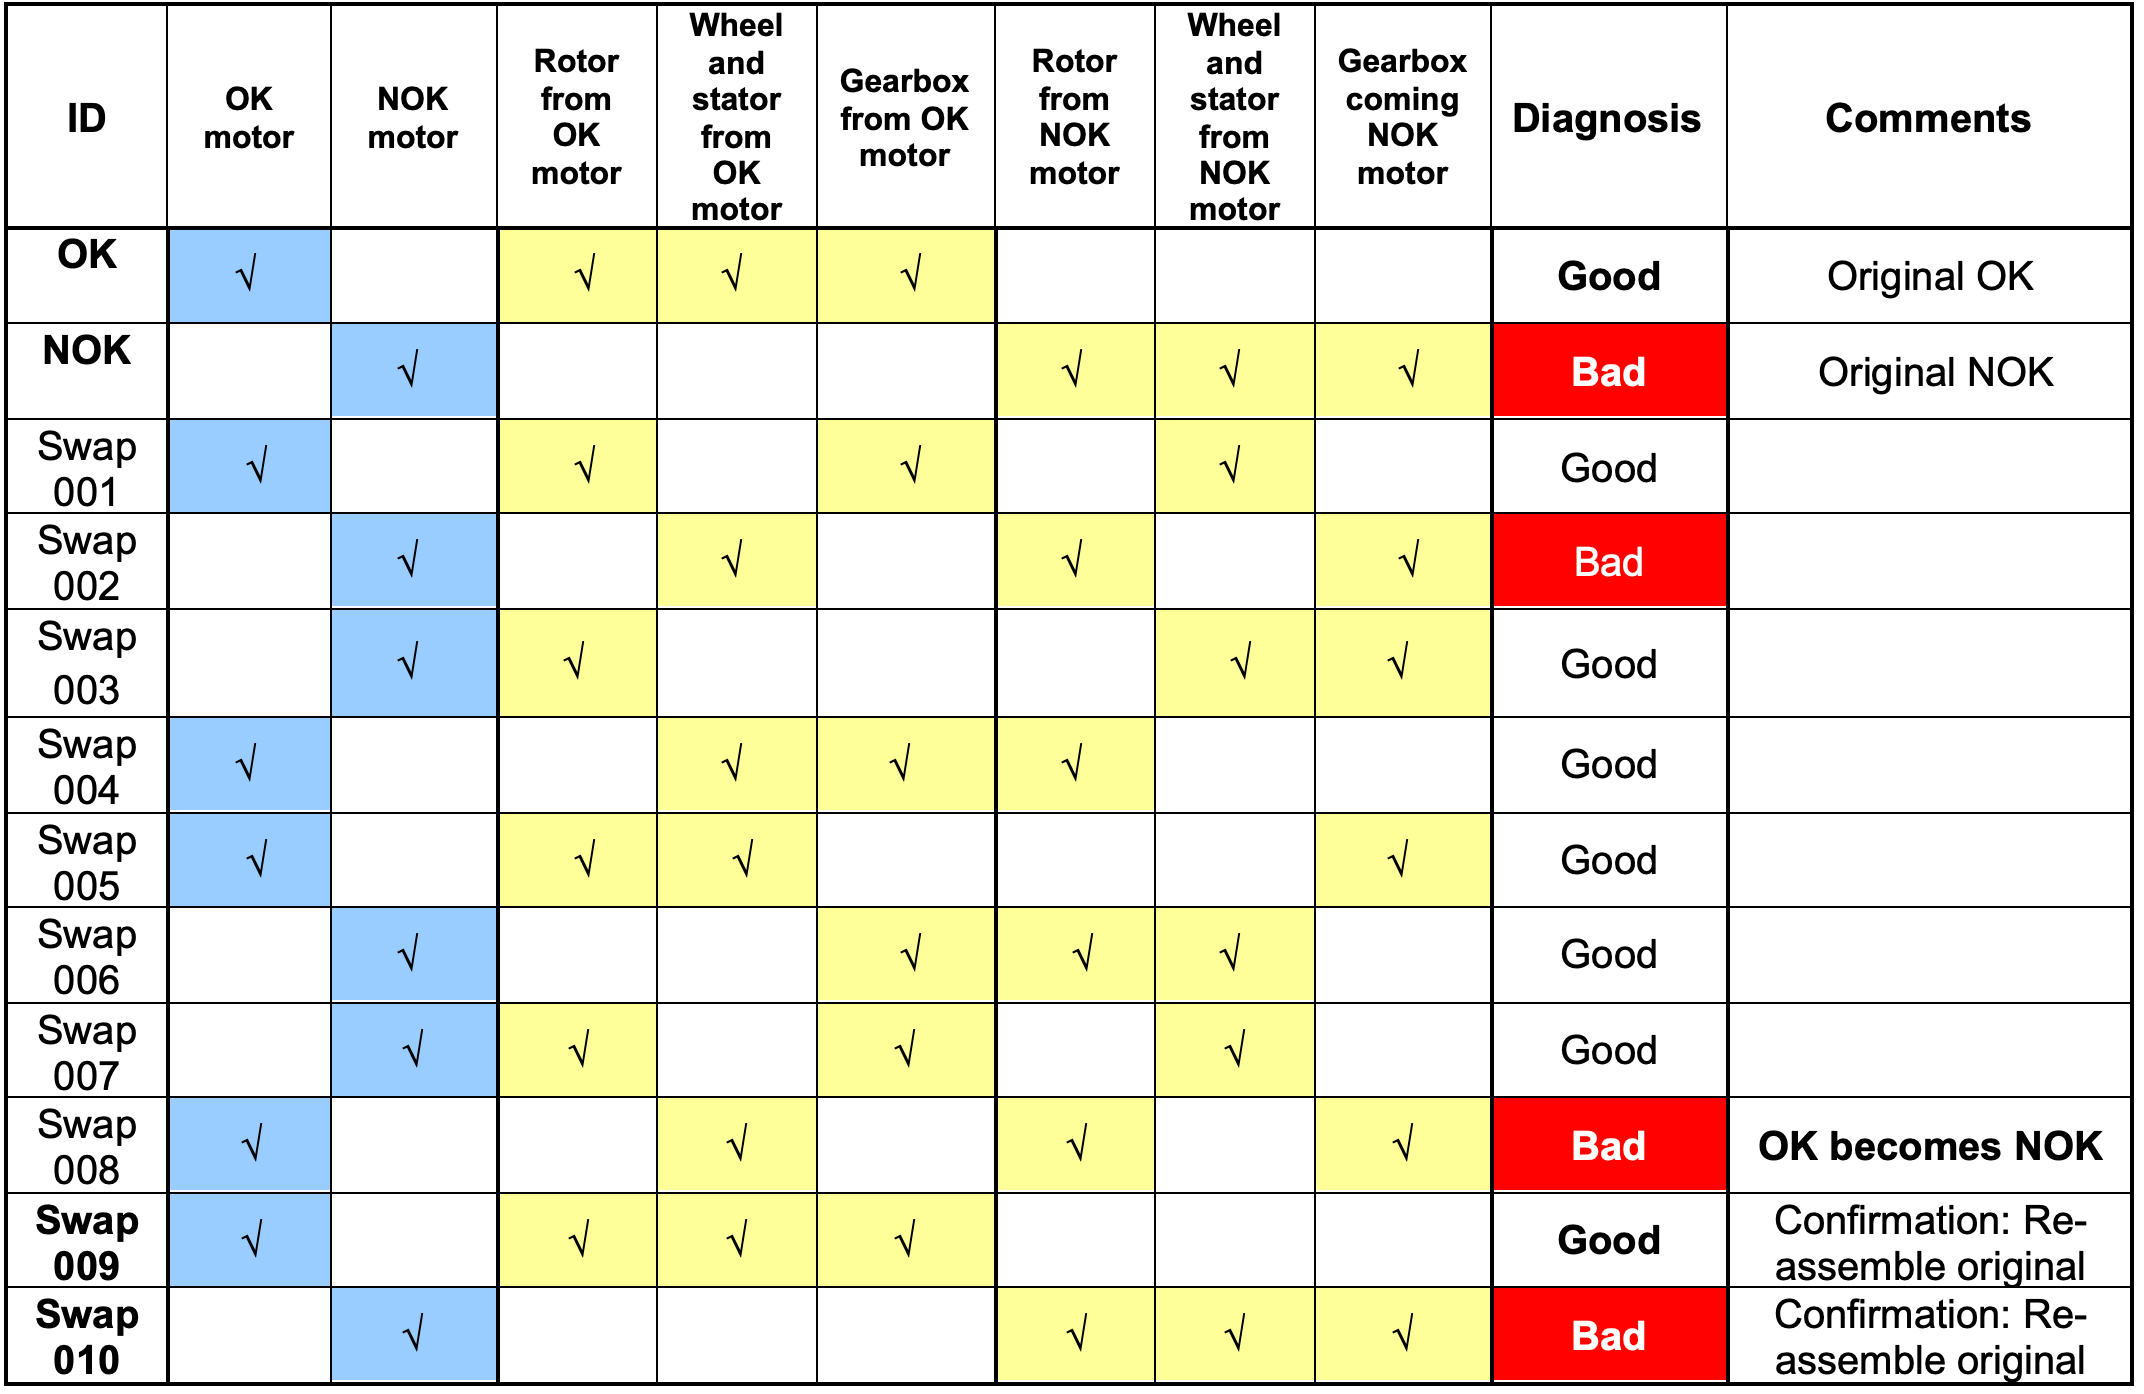 ID
OK
motor
NOK
motor
Rotor
from
OK
motor
Wheel
and
stator
from
OK
motor
Gearbox
from OK
motor
Rotor
from
NOK
motor
Wheel
and
stator
from
NOK
motor
Gearbox
coming
NOK
motor
Diagnosis
Comments
OK
√
√
√
√
Good
Original OK
NOK
√
√
√
√
Bad
Original NOK
Swap
001
√
√
√
√
Good
Swap
002
√
√
√
√
Bad
Swap
003
√
√
√
√
Good
Swap
004
√
√
√
√
Good
Swap
005
√
√
√
√
Good
Swap
006
√
√
√
√
Good
Swap
007
√
√
√
√
Good
Swap
008
√
√
√
√
Bad
OK becomes NOK
Swap
009
√
√
√
√
Good
Confirmation: Re-
assemble original
Swap
010
√
√
√
√
Bad
Confirmation: Re-
assemble original